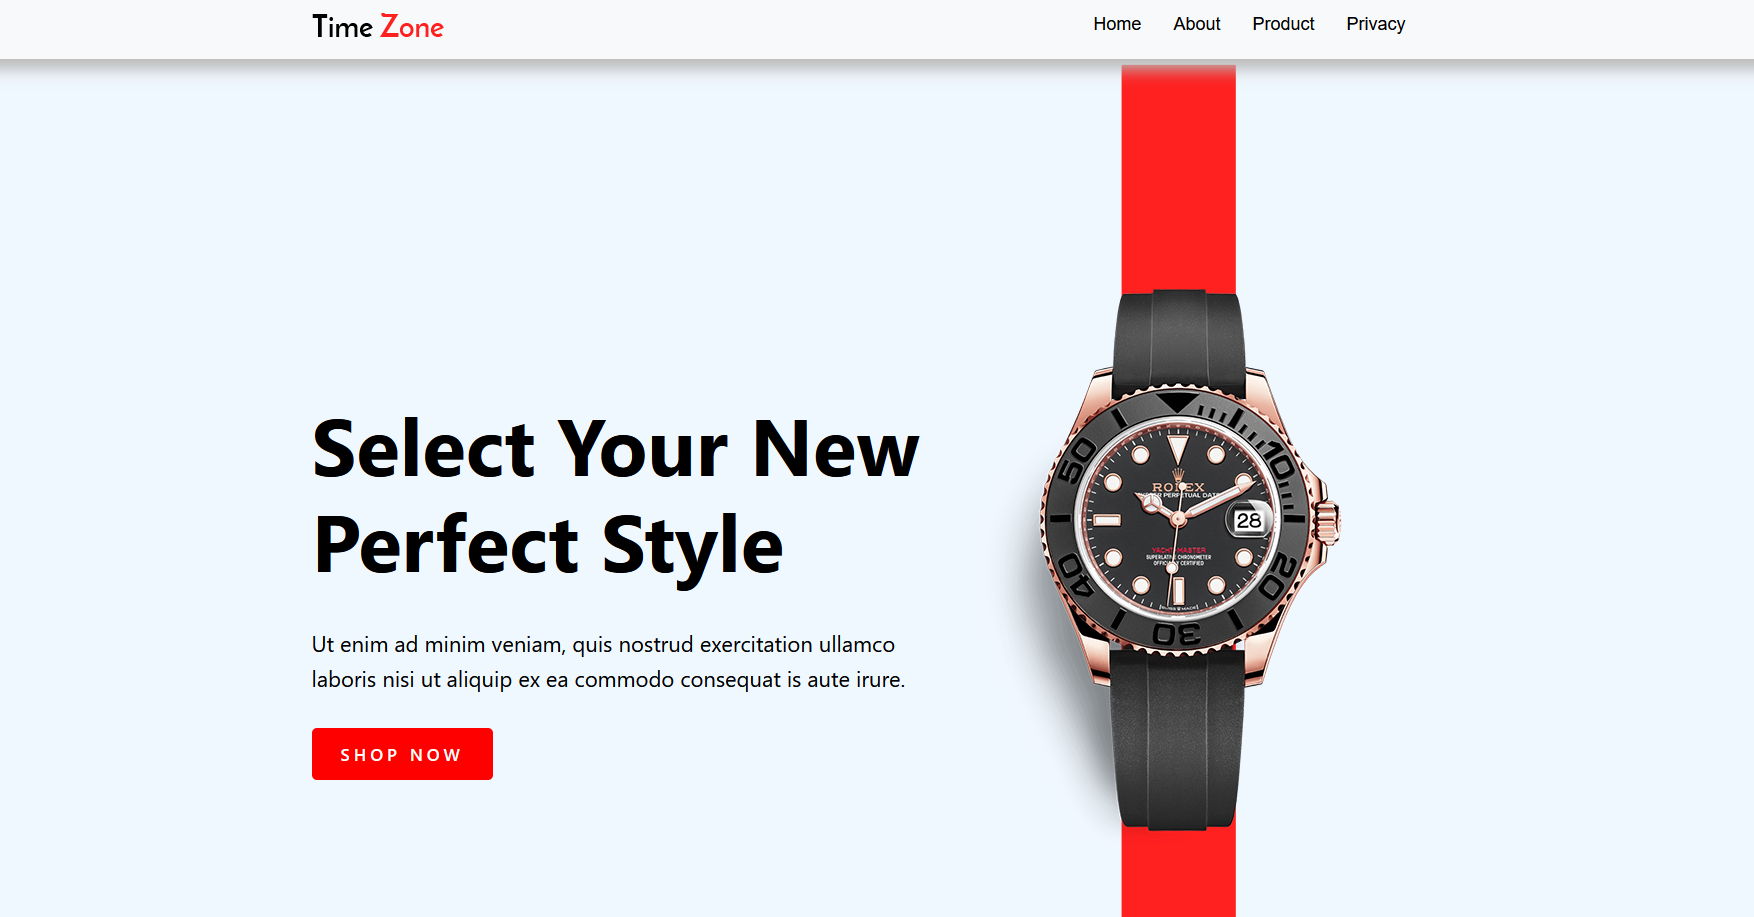 Time Zone
Home About Product Privacy
Select Your New
Perfect Style
Ut enim ad minim veniam, quis nostrud exercitation ullamco
laboris nisi ut aliquip ex ea commodo consequat is aute irure.
SHOP NOW
10
20
30
40
50
ROLEX
PERPETUAL DATE
28
YACHT-MASTER
SUPERLATIVE CHRONOMETER
OFFICIALLY CERTIFIED
SWISS MADE